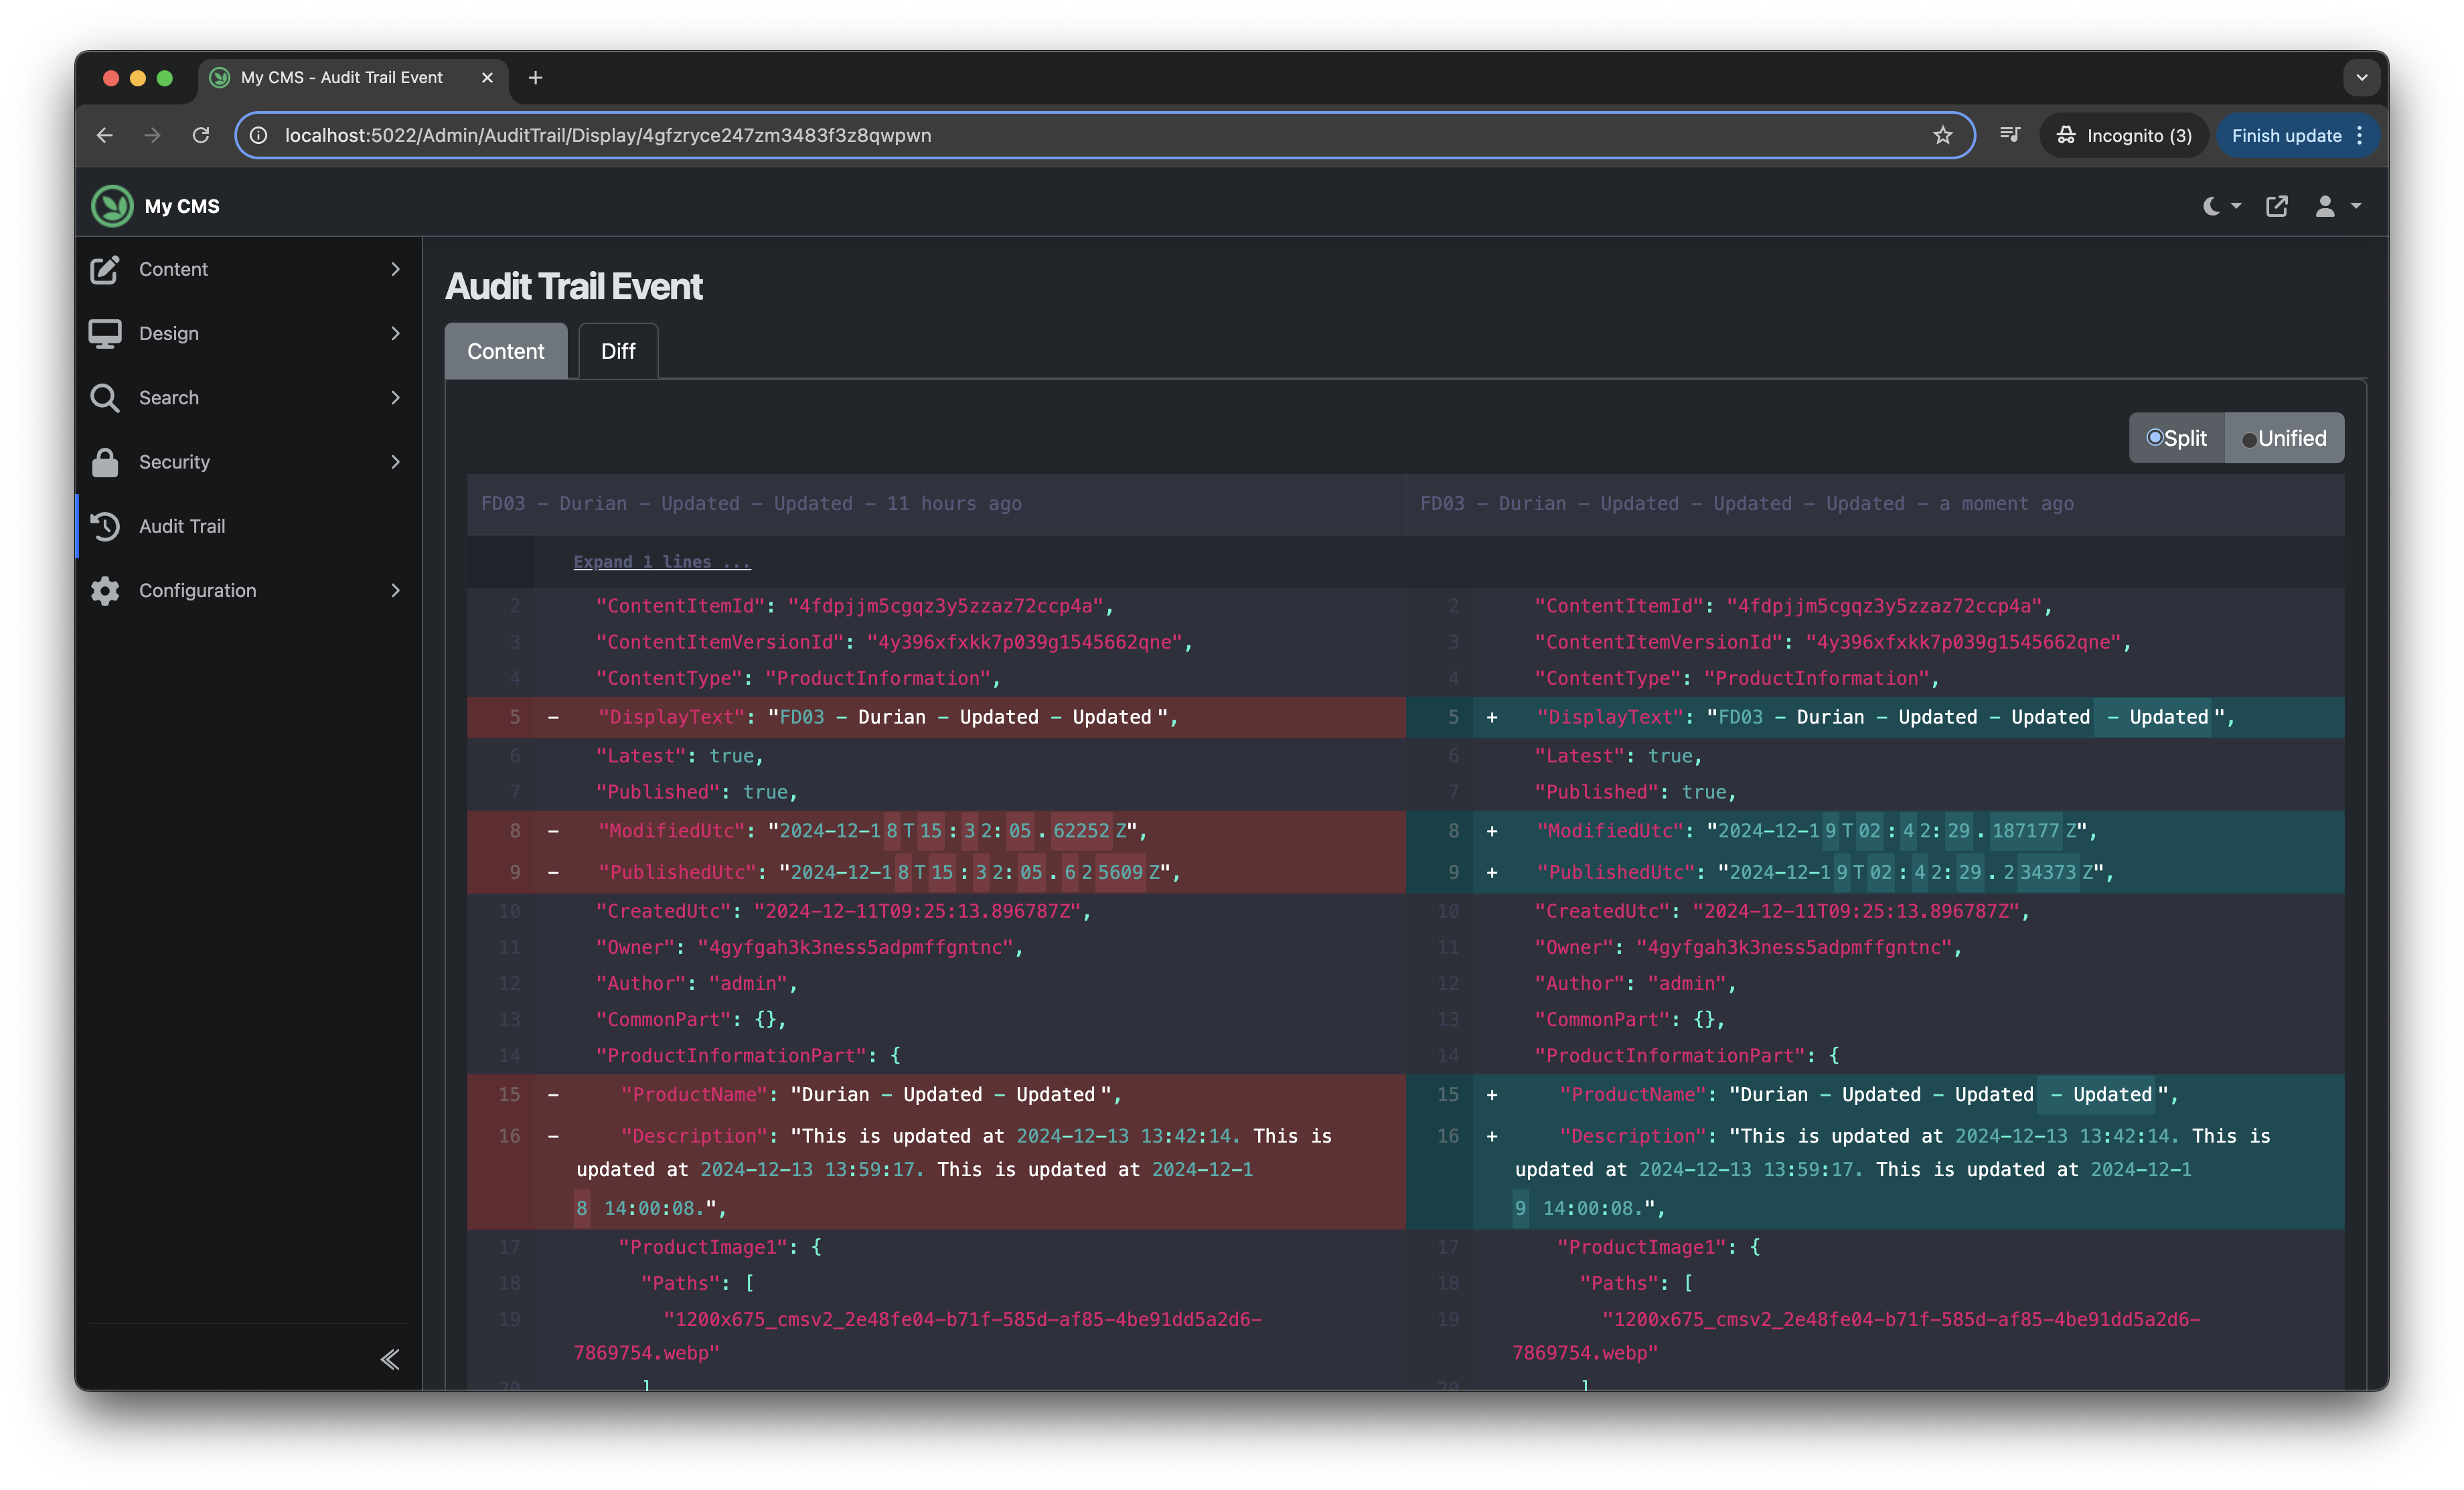 My CMS - Audit Trail Event
localhost:5022/Admin/AuditTrail/Display/4gfzryce247zm3483f3z8qwpwn
Incognito (3)
Finish update
My CMS
Content
Design
Search
Security
Audit Trail
Configuration
Audit Trail Event
Content
Diff
Split
Unified
FD03 - Durian - Updated - Updated - 11 hours ago
Expand 1 lines ...
2 "ContentItemId": "4fdpjjm5cgqz3y5zzaz72ccp4a",
3 "ContentItemVersionId": "4y396xfxkk7p039g1545662qne",
4 "ContentType": "ProductInformation",
5 - "DisplayText": "FD03 - Durian - Updated - Updated",
6 "Latest": true,
7 "Published": true,
8 - "ModifiedUtc": "2024-12-18T15:32:05.62252Z",
9 - "PublishedUtc": "2024-12-18T15:32:05.625609Z",
10 "CreatedUtc": "2024-12-11T09:25:13.896787Z",
11 "Owner": "4gyfgah3k3ness5adpmffgntnc",
12 "Author": "admin",
13 "CommonPart": {},
14 "ProductInformationPart": {
15 - "ProductName": "Durian - Updated - Updated",
16 - "Description": "This is updated at 2024-12-13 13:42:14. This is
updated at 2024-12-13 13:59:17. This is updated at 2024-12-1
8 14:00:08.",
17 "ProductImage1": {
18 "Paths": [
19 "1200x675_cmsv2_2e48fe04-b71f-585d-af85-4be91dd5a2d6-
7869754.webp"
20 ]
FD03 - Durian - Updated - Updated - Updated - a moment ago
2 "ContentItemId": "4fdpjjm5cgqz3y5zzaz72ccp4a",
3 "ContentItemVersionId": "4y396xfxkk7p039g1545662qne",
4 "ContentType": "ProductInformation",
5 + "DisplayText": "FD03 - Durian - Updated - Updated - Updated",
6 "Latest": true,
7 "Published": true,
8 + "ModifiedUtc": "2024-12-19T02:42:29.187177Z",
9 + "PublishedUtc": "2024-12-19T02:42:29.234373Z",
10 "CreatedUtc": "2024-12-11T09:25:13.896787Z",
11 "Owner": "4gyfgah3k3ness5adpmffgntnc",
12 "Author": "admin",
13 "CommonPart": {},
14 "ProductInformationPart": {
15 + "ProductName": "Durian - Updated - Updated - Updated",
16 + "Description": "This is updated at 2024-12-13 13:42:14. This is
updated at 2024-12-13 13:59:17. This is updated at 2024-12-1
9 14:00:08.",
17 "ProductImage1": {
18 "Paths": [
19 "1200x675_cmsv2_2e48fe04-b71f-585d-af85-4be91dd5a2d6-
7869754.webp"
20 ]